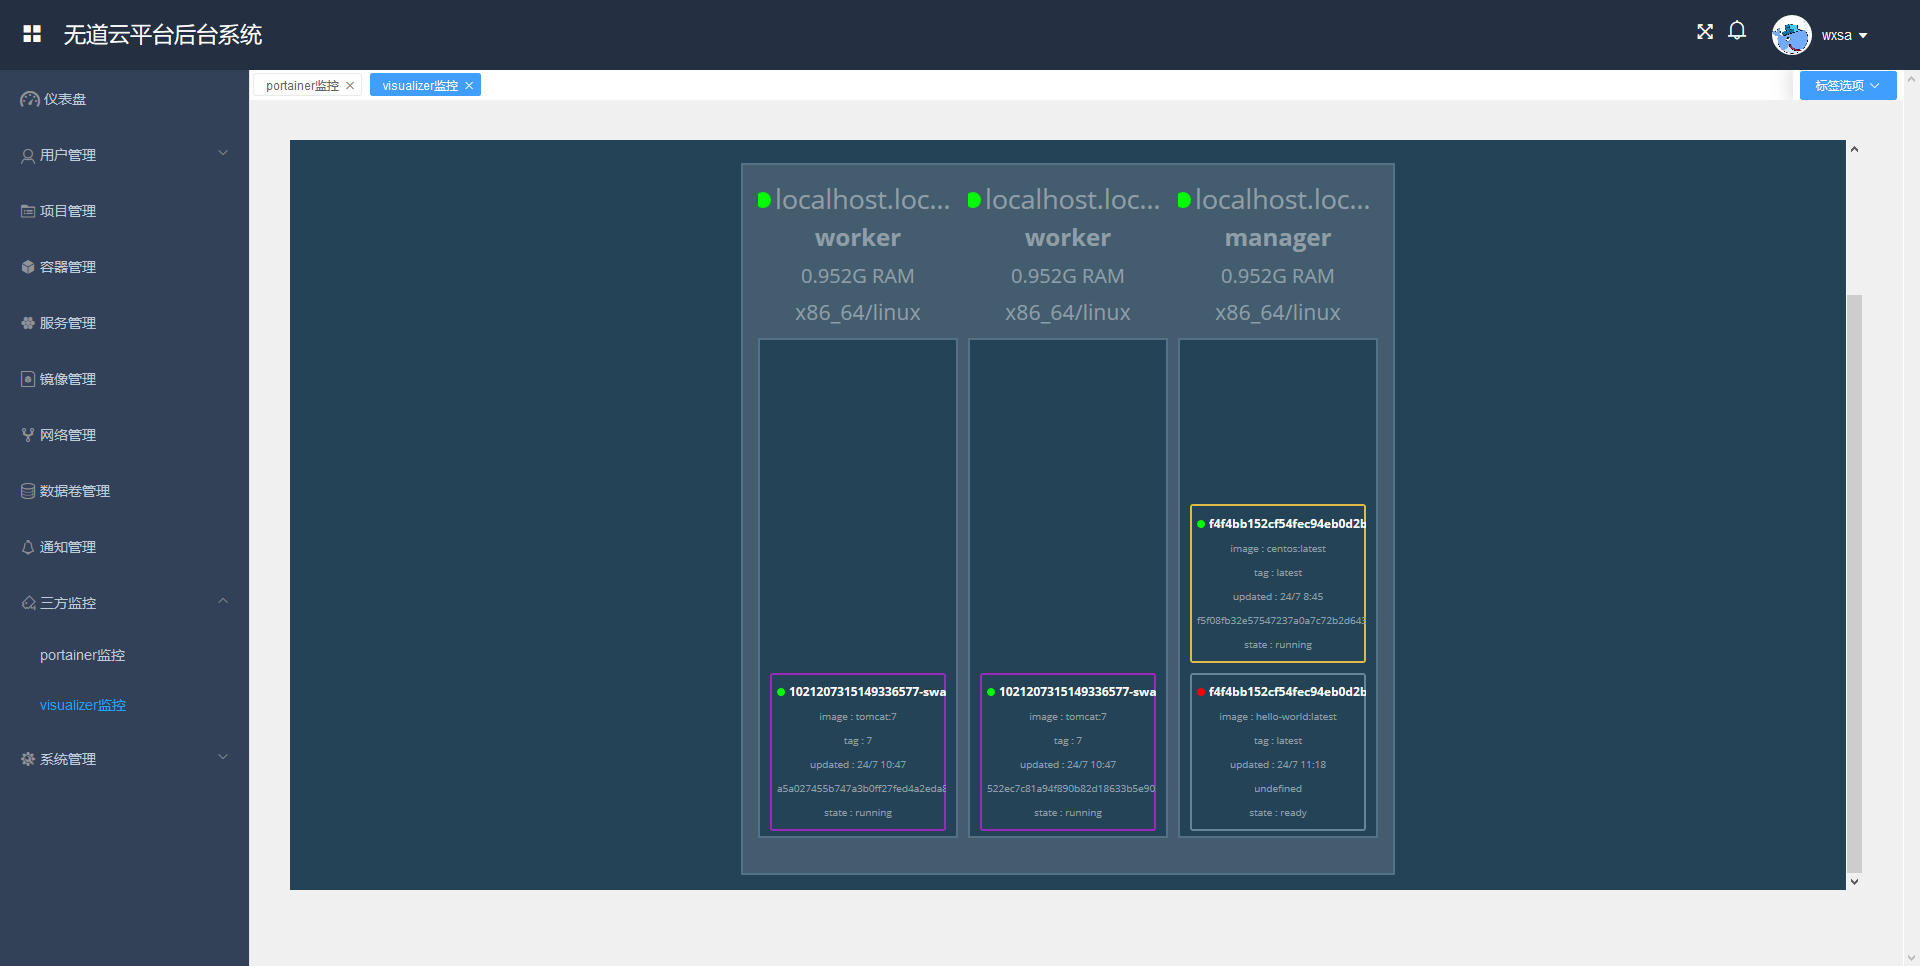 无道云平台后台系统
wxsa
仪表盘
用户管理
项目管理
容器管理
服务管理
镜像管理
网络管理
数据卷管理
通知管理
三方监控
portainer监控
visualizer监控
系统管理
portainer监控
visualizer监控
标签选项
localhost.loc...
worker
0.952G RAM
x86_64/linux
1021207315149336577-swa
image : tomcat:7
tag : 7
updated : 24/7 10:47
a5a027455b747a3b0ff27fed4a2eda8
state : running
localhost.loc...
worker
0.952G RAM
x86_64/linux
1021207315149336577-swa
image : tomcat:7
tag : 7
updated : 24/7 10:47
522ec7c81a94f890b82d18633b5e90
state : running
localhost.loc...
manager
0.952G RAM
x86_64/linux
f4f4bb152cf54fec94eb0d2b
image : centos:latest
tag : latest
updated : 24/7 8:45
f5f08fb32e57547237a0a7c72b2d643
state : running
f4f4bb152cf54fec94eb0d2b
image : hello-world:latest
tag : latest
updated : 24/7 11:18
undefined
state : ready